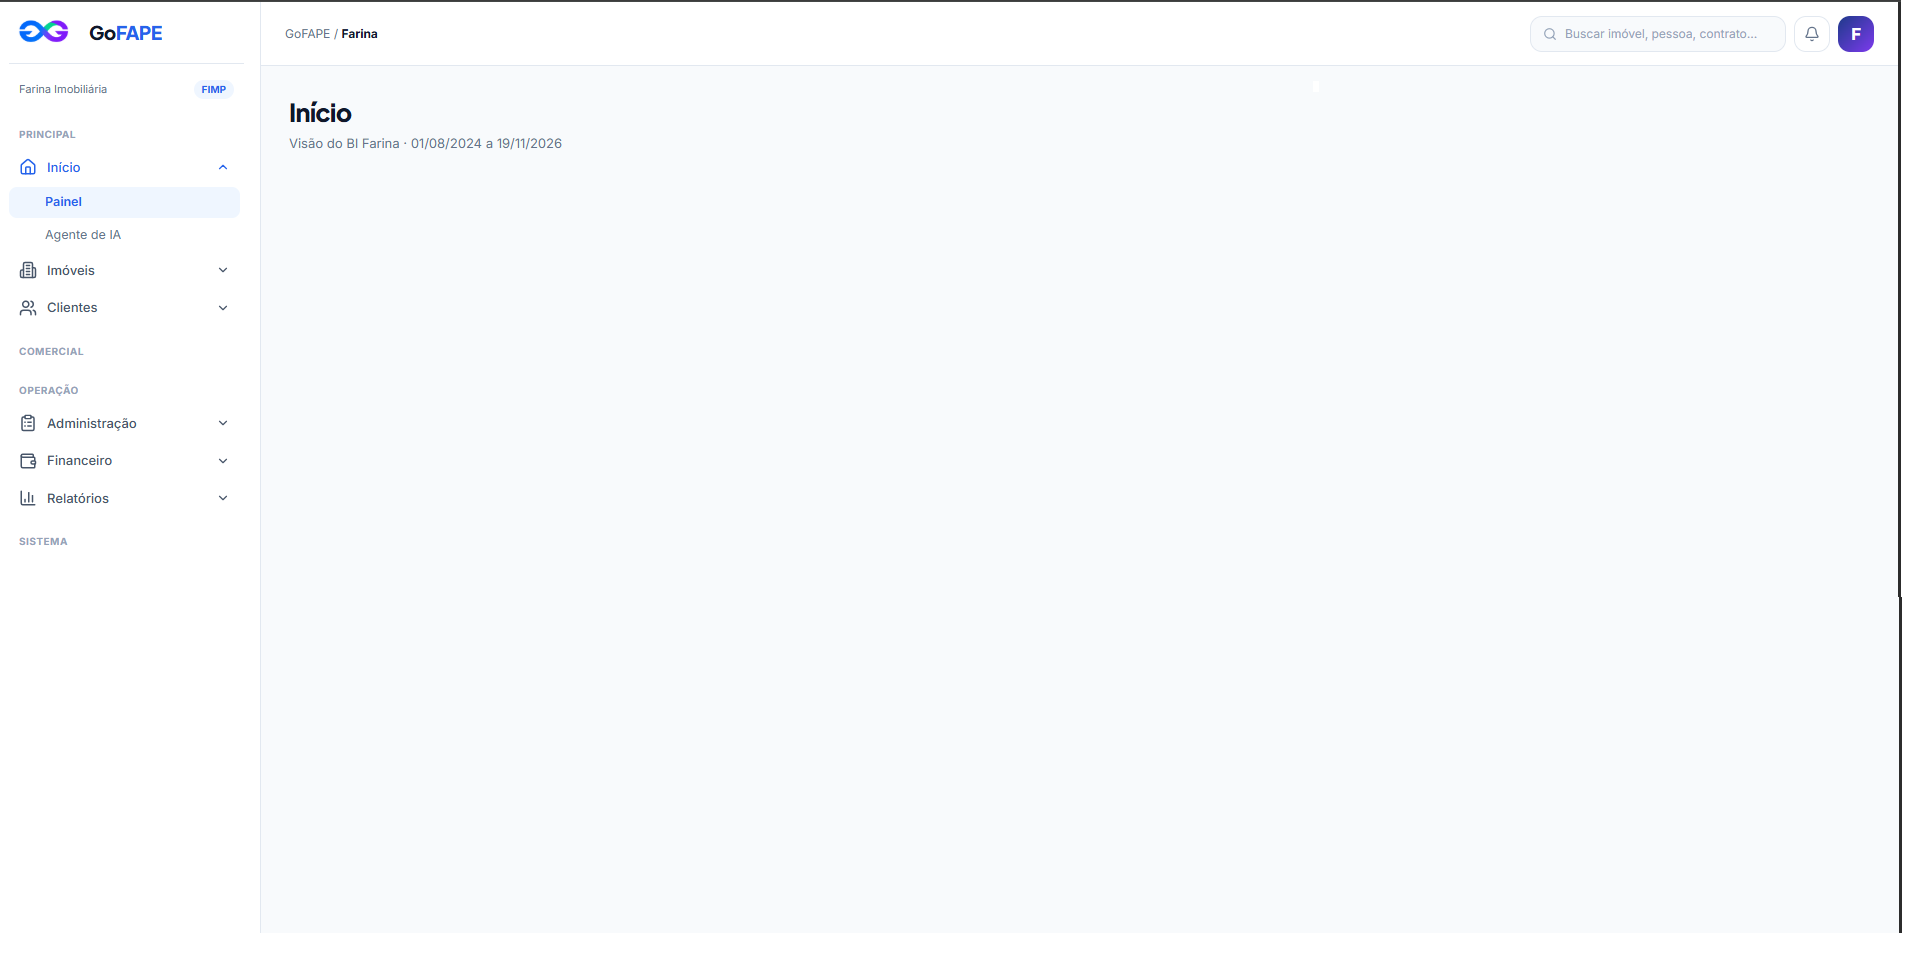 GoFAPE
Farina Imobiliária
FIMP
PRINCIPAL
Início
Painel
Agente de IA
Imóveis
Clientes
COMERCIAL
OPERAÇÃO
Administração
Financeiro
Relatórios
SISTEMA
GoFAPE / Farina
Buscar imóvel, pessoa, contrato...
F
Início
Visão do BI Farina · 01/08/2024 a 19/11/2026